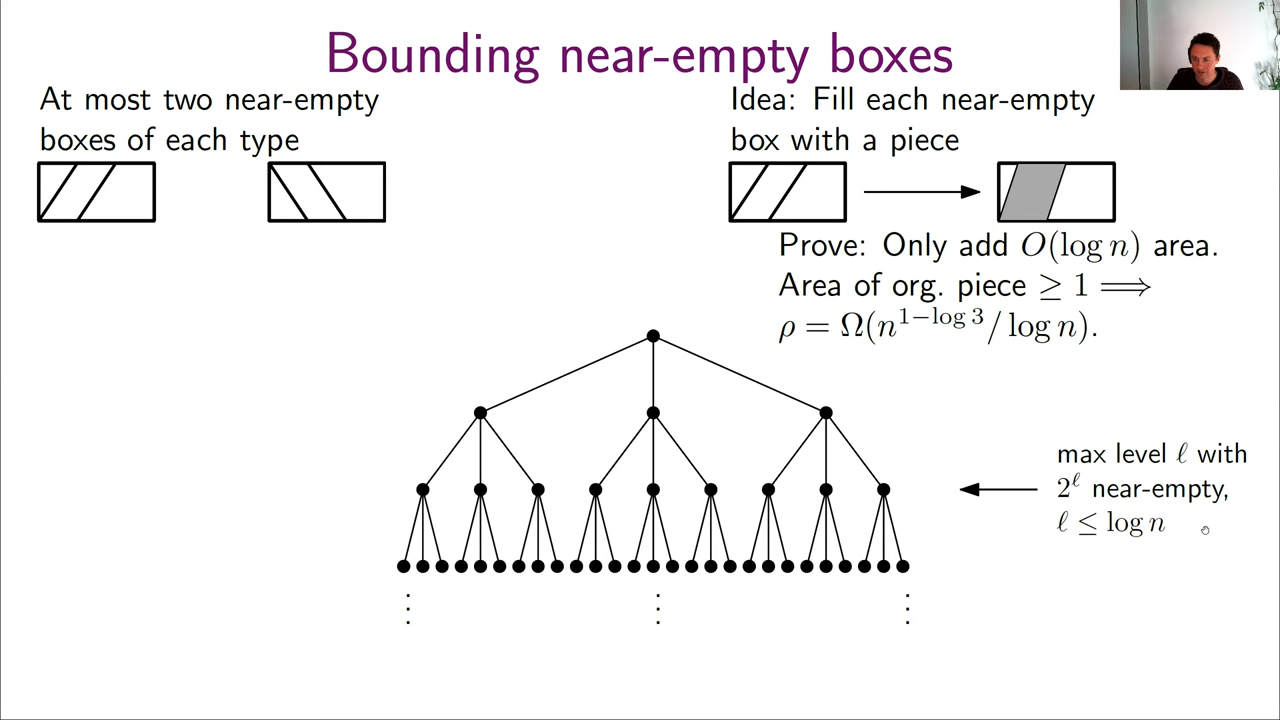 Bounding near-empty boxes
At most two near-empty
boxes of each type
Idea: Fill each near-empty
box with a piece
Prove: Only add O(log n) area.
Area of org. piece ≥ 1 ⟹
ρ = Ω(n^{1−log 3}/ log n).
max level ℓ with
2^ℓ near-empty,
ℓ ≤ log n